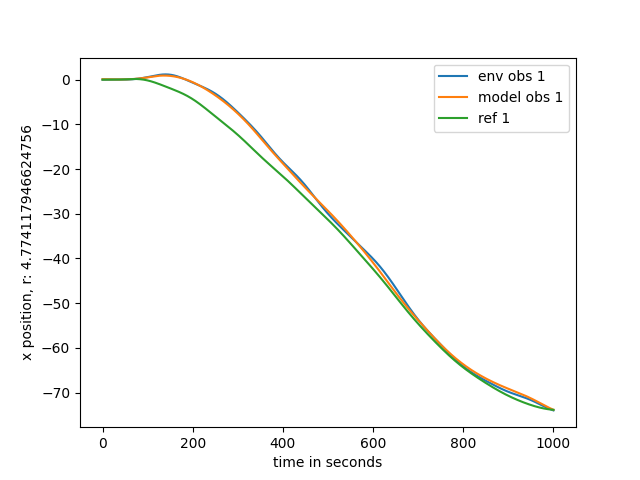 env obs 1
model obs 1
ref 1
0
−10
−20
−30
−40
−50
−60
−70
x position, r: 4.774117946624756
0 200 400 600 800 1000
time in seconds